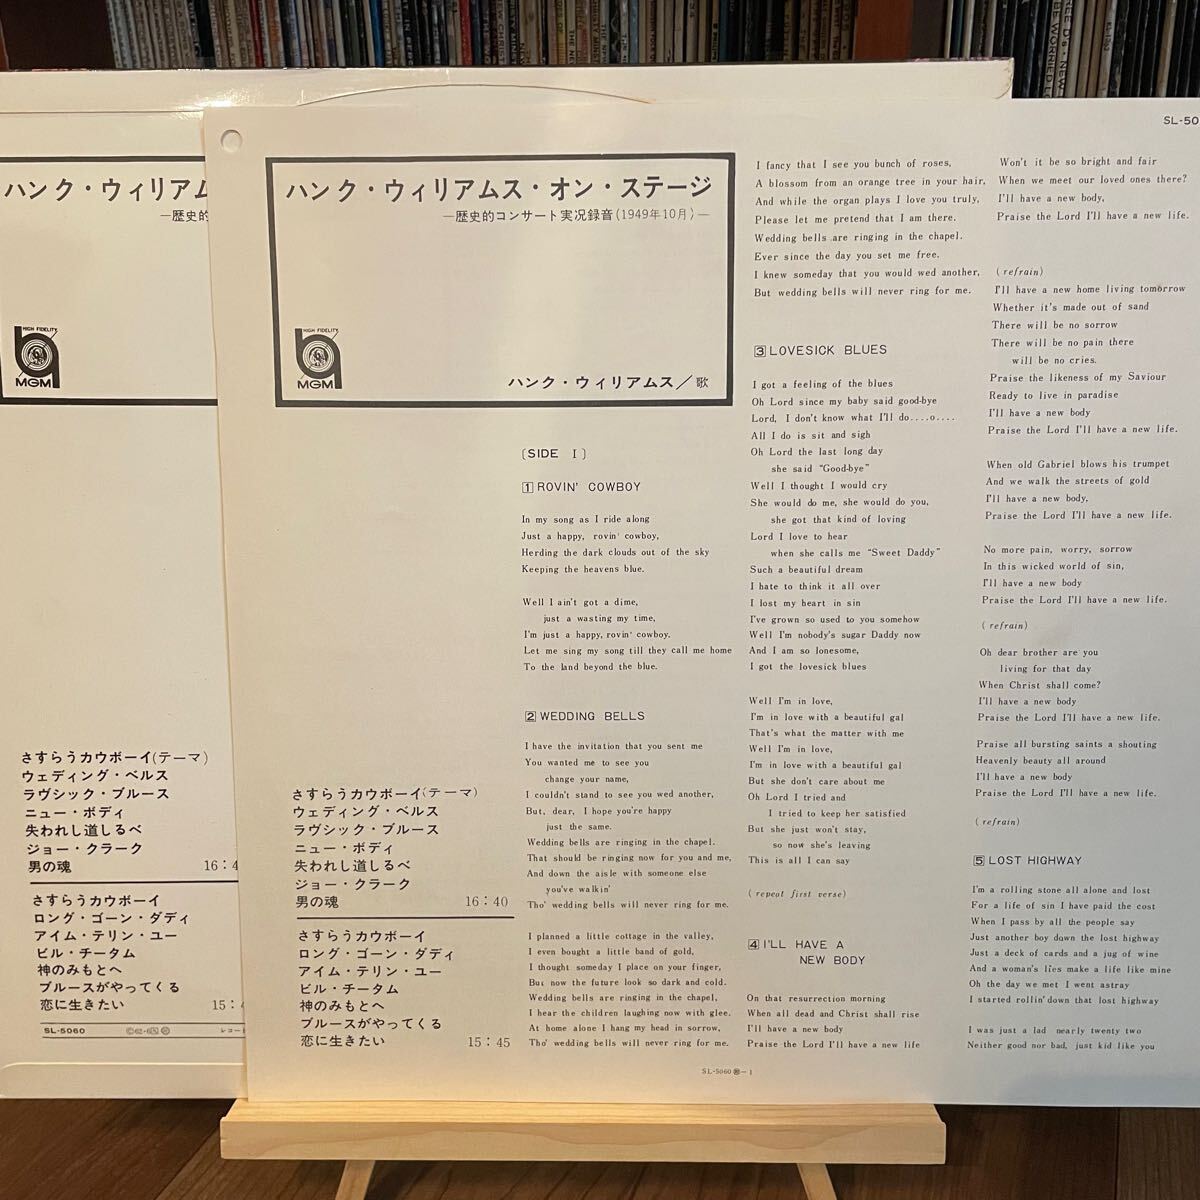 ハンク・ウィリアム
―歴史的
HIGH FIDELITY
MGM
さすらうカウボーイ(テーマ)
ウェディング・ベルス
ラヴシック・ブルース
ニュー・ボディ
失われし道しるべ
ジョー・クラーク
男の魂
16:4
さすらうカウボーイ
ロング・ゴーン・ダディ
アイム・テリン・ユー
ビル・チータム
神のみもとへ
ブルースがやってくる
恋に生きたい
15:4
SL-5060
レコード
SL-50
ハンク・ウィリアムス・オン・ステージ
―歴史的コンサート実況録音(1949年10月)―
HIGH FIDELITY
MGM
ハンク・ウィリアムス/歌
さすらうカウボーイ(テーマ)
ウェディング・ベルス
ラヴシック・ブルース
ニュー・ボディ
失われし道しるべ
ジョー・クラーク
男の魂
16:40
さすらうカウボーイ
ロング・ゴーン・ダディ
アイム・テリン・ユー
ビル・チータム
神のみもとへ
ブルースがやってくる
恋に生きたい
15:45
[SIDE I]
1 ROVIN' COWBOY
In my song as I ride along
Just a happy, rovin' cowboy,
Herding the dark clouds out of the sky
Keeping the heavens blue.
Well I ain't got a dime,
just a wasting my time,
I'm just a happy, rovin' cowboy.
Let me sing my song till they call me home
To the land beyond the blue.
2 WEDDING BELLS
I have the invitation that you sent me
You wanted me to see you
change your name,
I couldn't stand to see you wed another,
But, dear, I hope you're happy
just the same.
Wedding bells are ringing in the chapel.
That should be ringing now for you and me,
And down the aisle with someone else
you've walkin'
Tho' wedding bells will never ring for me.
I planned a little cottage in the valley,
I even bought a little band of gold,
I thought someday I place on your finger,
But now the future look so dark and cold.
Wedding bells are ringing in the chapel,
I hear the children laughing now with glee.
At home alone I hang my head in sorrow,
Tho' wedding bells will never ring for me.
I fancy that I see you bunch of roses,
A blossom from an orange tree in your hair,
And while the organ plays I love you truly,
Please let me pretend that I am there.
Wedding bells are ringing in the chapel.
Ever since the day you set me free.
I knew someday that you would wed another,
But wedding bells will never ring for me.
3 LOVESICK BLUES
I got a feeling of the blues
Oh Lord since my baby said good-bye
Lord, I don't know what I'll do....o....
All I do is sit and sigh
Oh Lord the last long day
she said "Good-bye"
Well I thought I would cry
She would do me, she would do you,
she got that kind of loving
Lord I love to hear
when she calls me "Sweet Daddy"
Such a beautiful dream
I hate to think it all over
I lost my heart in sin
I've grown so used to you somehow
Well I'm nobody's sugar Daddy now
And I am so lonesome,
I got the lovesick blues
Well I'm in love,
I'm in love with a beautiful gal
That's what the matter with me
Well I'm in love,
I'm in love with a beautiful gal
But she don't care about me
Oh Lord I tried and
I tried to keep her satisfied
But she just won't stay,
so now she's leaving
This is all I can say
(repeat first verse)
4 I'LL HAVE A
NEW BODY
On that resurrection morning
When all dead and Christ shall rise
I'll have a new body
Praise the Lord I'll have a new life
Won't it be so bright and fair
When we meet our loved ones there?
I'll have a new body,
Praise the Lord I'll have a new life.
(refrain)
I'll have a new home living tomorrow
Whether it's made out of sand
There will be no sorrow
There will be no pain there
will be no cries.
Praise the likeness of my Saviour
Ready to live in paradise
I'll have a new body
Praise the Lord I'll have a new life.
When old Gabriel blows his trumpet
And we walk the streets of gold
I'll have a new body,
Praise the Lord I'll have a new life.
No more pain, worry, sorrow
In this wicked world of sin,
I'll have a new body
Praise the Lord I'll have a new life.
(refrain)
Oh dear brother are you
living for that day
When Christ shall come?
I'll have a new body
Praise the Lord I'll have a new life.
Praise all bursting saints a shouting
Heavenly beauty all around
I'll have a new body
Praise the Lord I'll have a new life.
(refrain)
5 LOST HIGHWAY
I'm a rolling stone all alone and lost
For a life of sin I have paid the cost
When I pass by all the people say
Just another boy down the lost highway
Just a deck of cards and a jug of wine
And a woman's lies make a life like mine
Oh the day we met I went astray
I started rollin' down that lost highway
I was just a lad nearly twenty two
Neither good nor bad, just kid like you
SL-5060 -1